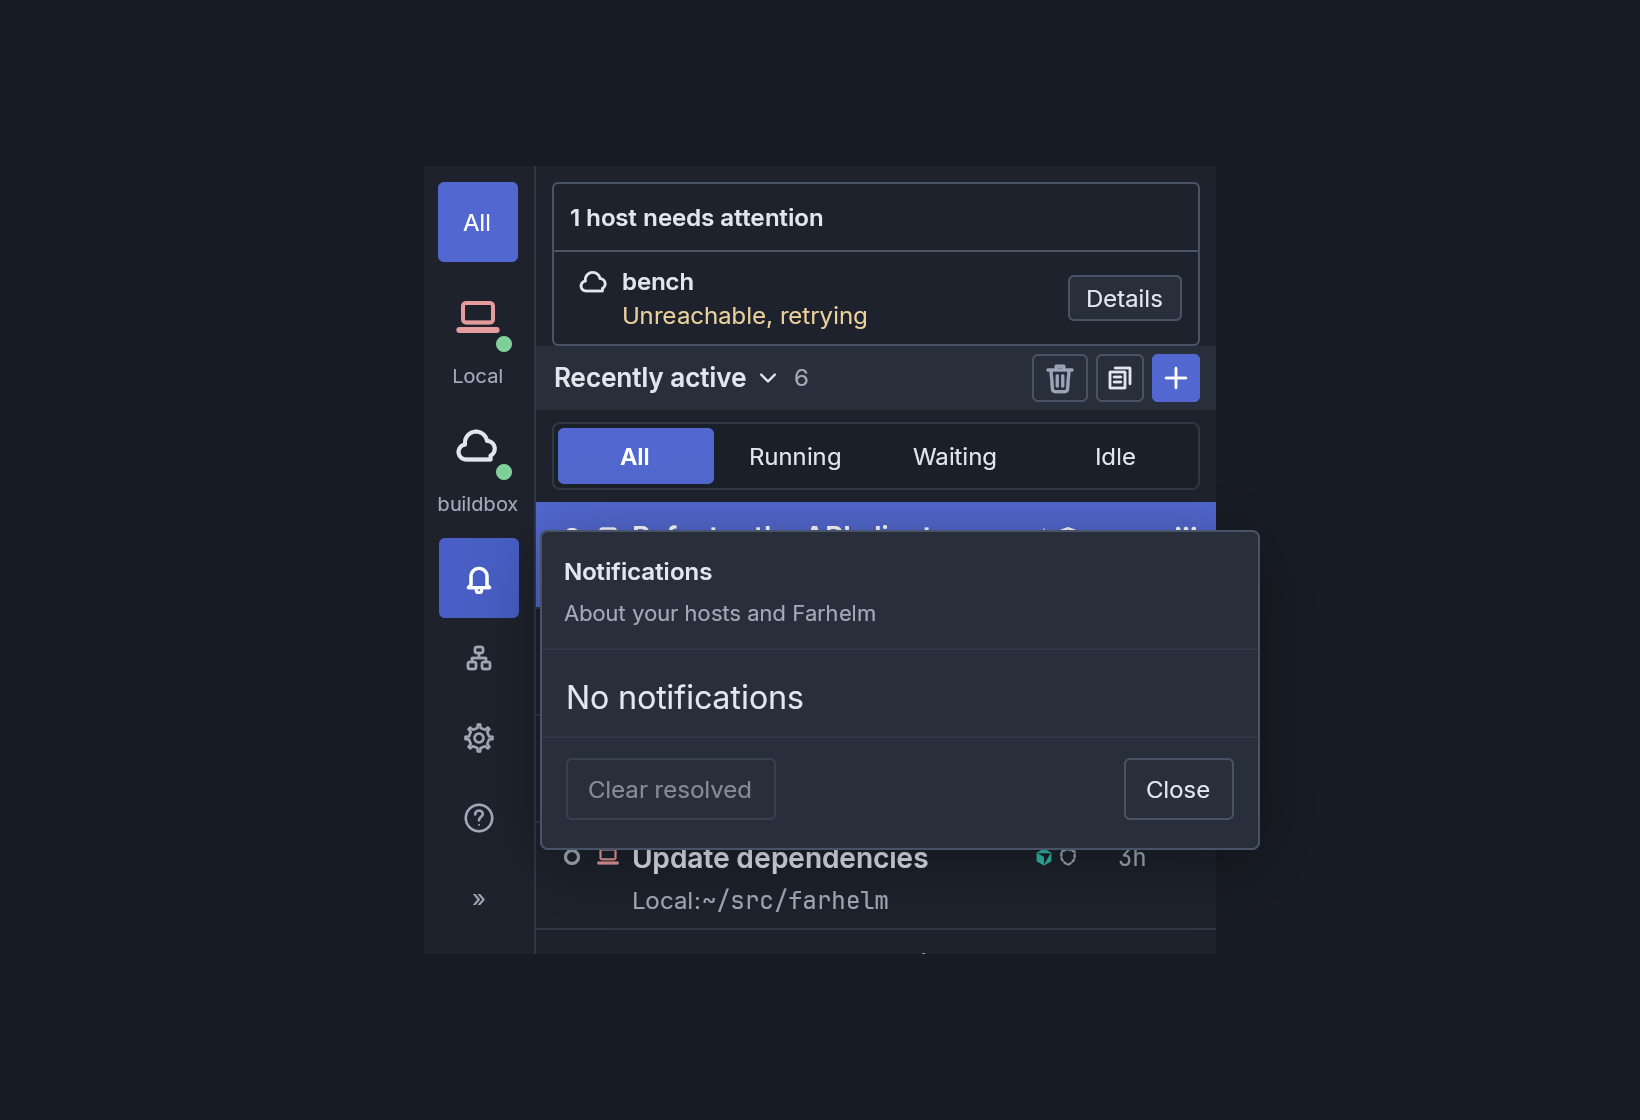 All
1 host needs attention
bench
Unreachable, retrying
Details
Local
Recently active 6
buildbox
All Running Waiting Idle
Notifications
About your hosts and Farhelm
No notifications
Clear resolved
Close
Update dependencies 3h
Local:~/src/farhelm
»